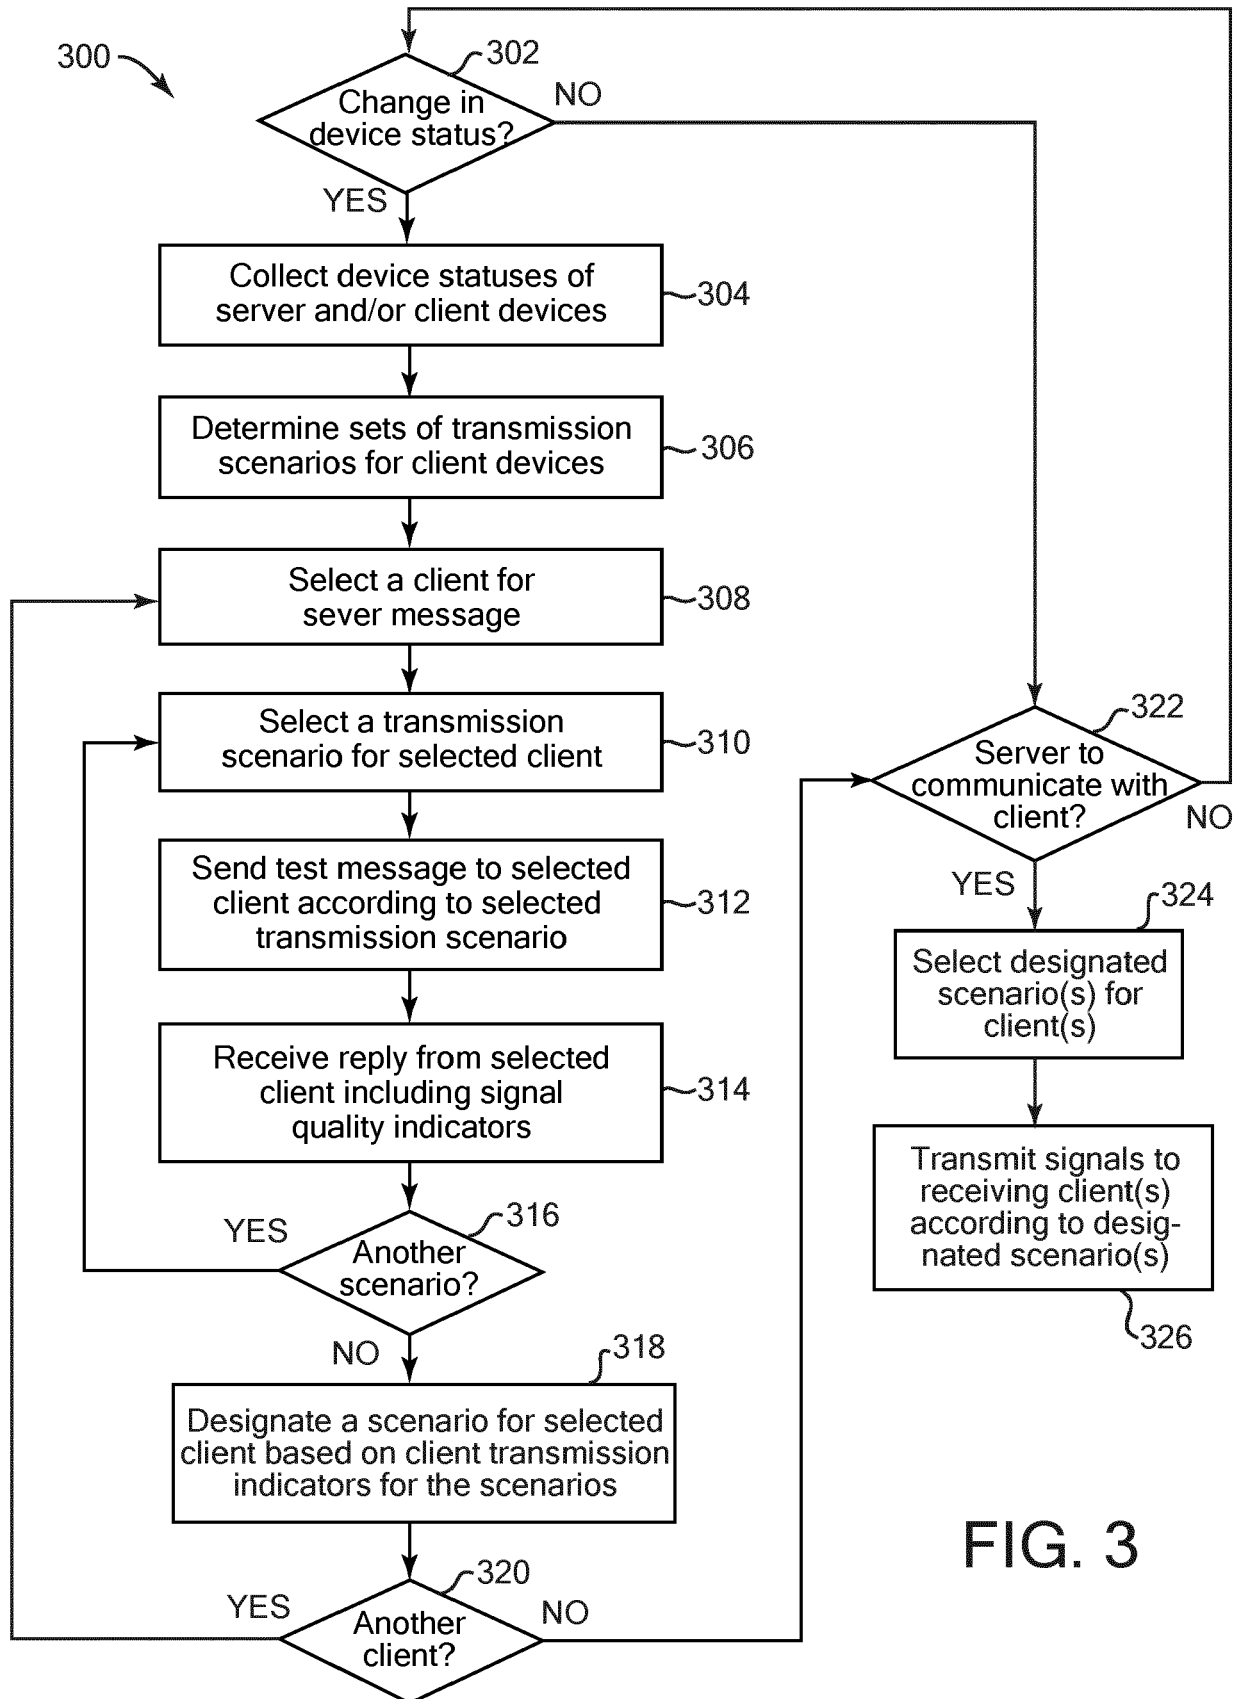 300
302
Change in
device status?
NO
YES
Collect device statuses of
server and/or client devices
304
Determine sets of transmission
scenarios for client devices
306
Select a client for
sever message
308
Select a transmission
scenario for selected client
310
Send test message to selected
client according to selected
transmission scenario
312
Receive reply from selected
client including signal
quality indicators
314
316
YES
Another
scenario?
NO
318
Designate a scenario for selected
client based on client transmission
indicators for the scenarios
320
YES
Another
client?
NO
322
Server to
communicate with
client?
NO
YES
324
Select designated
scenario(s) for
client(s)
Transmit signals to
receiving client(s)
according to desig-
nated scenario(s)
326
FIG. 3